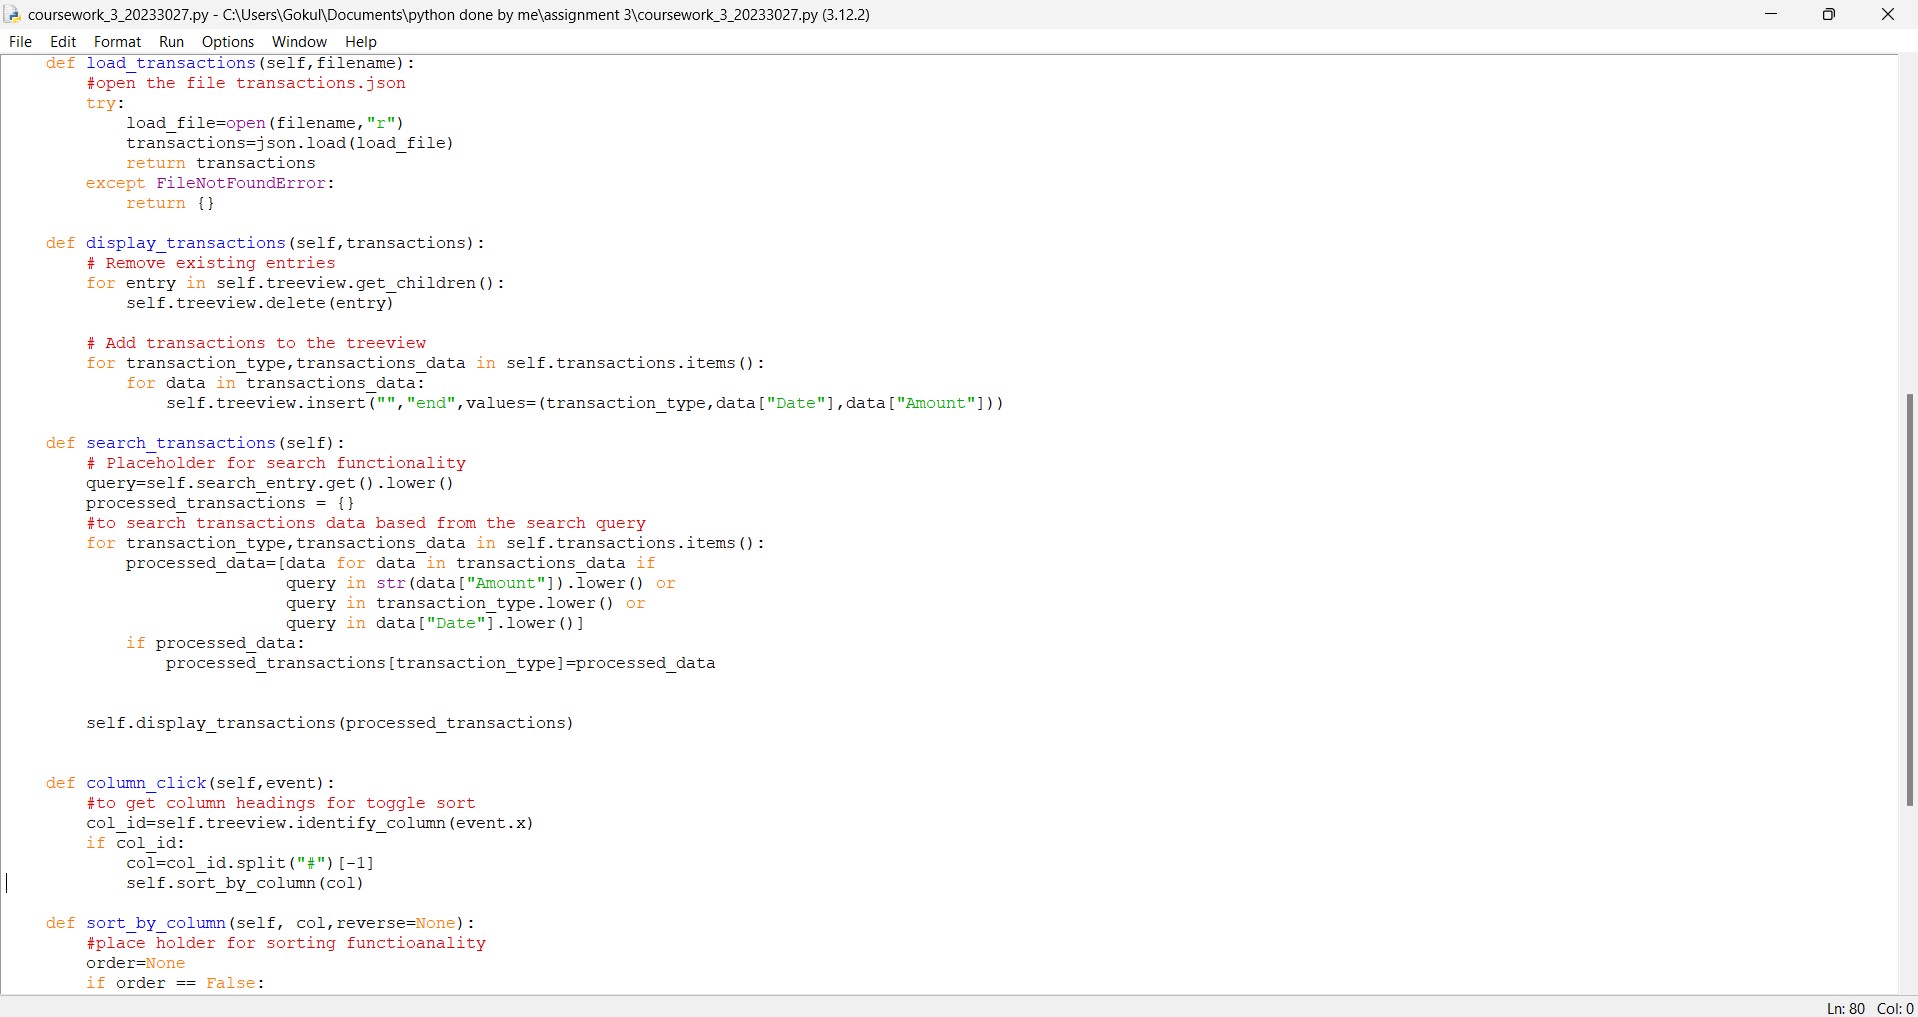 coursework_3_20233027.py - C:\Users\Gokul\Documents\python done by me\assignment 3\coursework_3_20233027.py (3.12.2)
File Edit Format Run Options Window Help
def load_transactions(self,filename):
#open the file transactions.json
try:
load_file=open(filename,"r")
transactions=json.load(load_file)
return transactions
except FileNotFoundError:
return {}
def display_transactions(self,transactions):
# Remove existing entries
for entry in self.treeview.get_children():
self.treeview.delete(entry)
# Add transactions to the treeview
for transaction_type,transactions_data in self.transactions.items():
for data in transactions_data:
self.treeview.insert("","end",values=(transaction_type,data["Date"],data["Amount"]))
def search_transactions(self):
# Placeholder for search functionality
query=self.search_entry.get().lower()
processed_transactions = {}
#to search transactions data based from the search query
for transaction_type,transactions_data in self.transactions.items():
processed_data=[data for data in transactions_data if
query in str(data["Amount"]).lower() or
query in transaction_type.lower() or
query in data["Date"].lower()]
if processed_data:
processed_transactions[transaction_type]=processed_data
self.display_transactions(processed_transactions)
def column_click(self,event):
#to get column headings for toggle sort
col_id=self.treeview.identify_column(event.x)
if col_id:
col=col_id.split("#")[-1]
self.sort_by_column(col)
def sort_by_column(self, col,reverse=None):
#place holder for sorting functioanality
order=None
if order == False:
Ln: 80 Col: 0